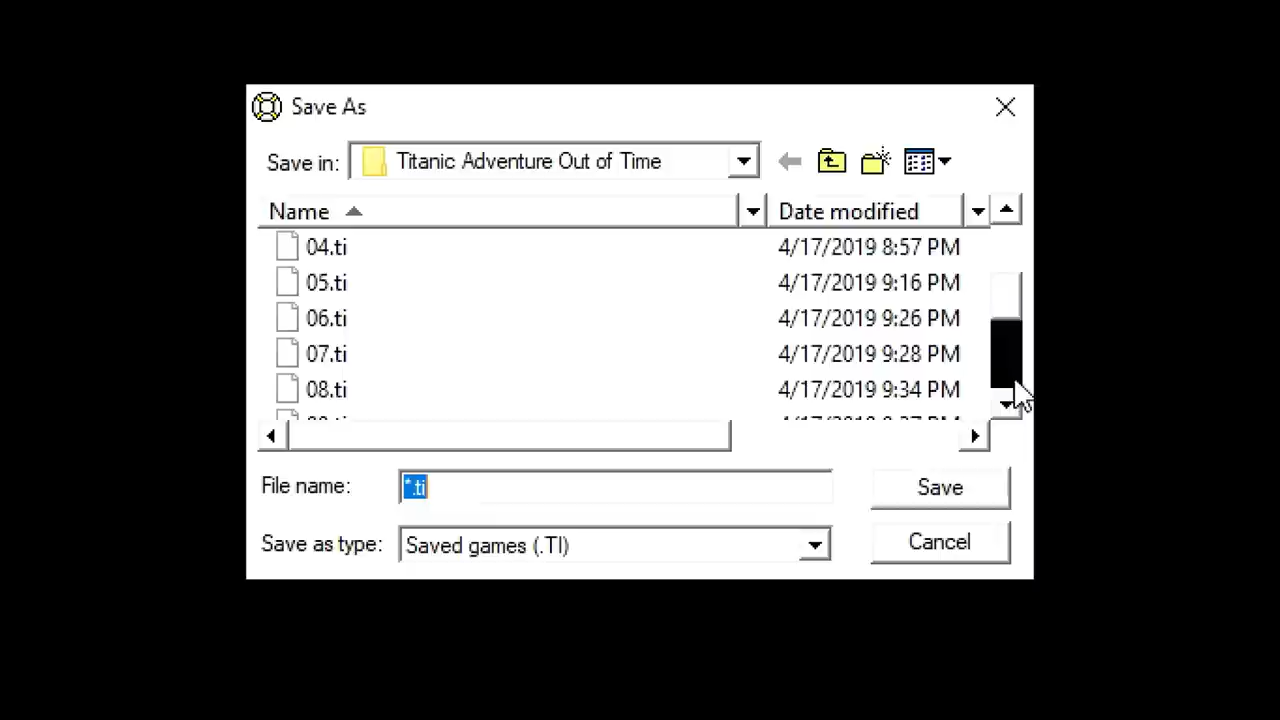 Save As
Save in: Titanic Adventure Out of Time
Name Date modified
04.ti 4/17/2019 8:57 PM
05.ti 4/17/2019 9:16 PM
06.ti 4/17/2019 9:26 PM
07.ti 4/17/2019 9:28 PM
08.ti 4/17/2019 9:34 PM
File name: *.ti Save
Save as type: Saved games (.TI) Cancel